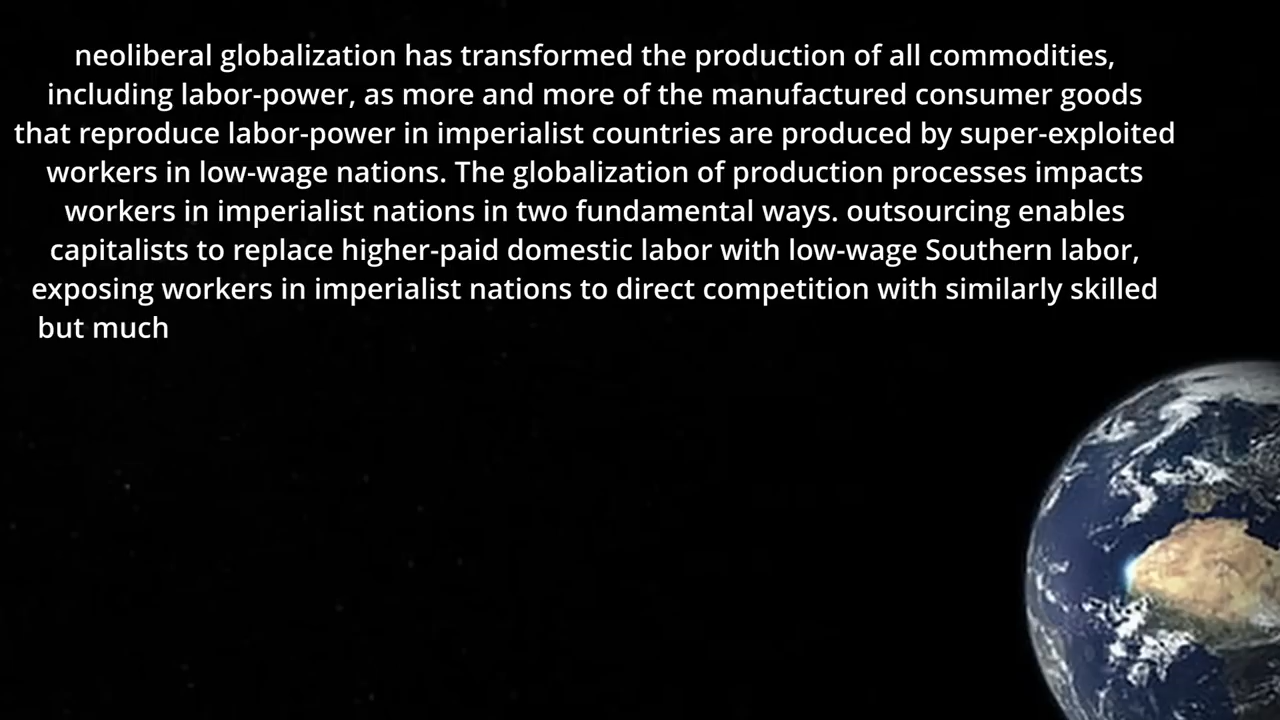 neoliberal globalization has transformed the production of all commodities,
including labor-power, as more and more of the manufactured consumer goods
that reproduce labor-power in imperialist countries are produced by super-exploited
workers in low-wage nations. The globalization of production processes impacts
workers in imperialist nations in two fundamental ways. outsourcing enables
capitalists to replace higher-paid domestic labor with low-wage Southern labor,
exposing workers in imperialist nations to direct competition with similarly skilled
but much